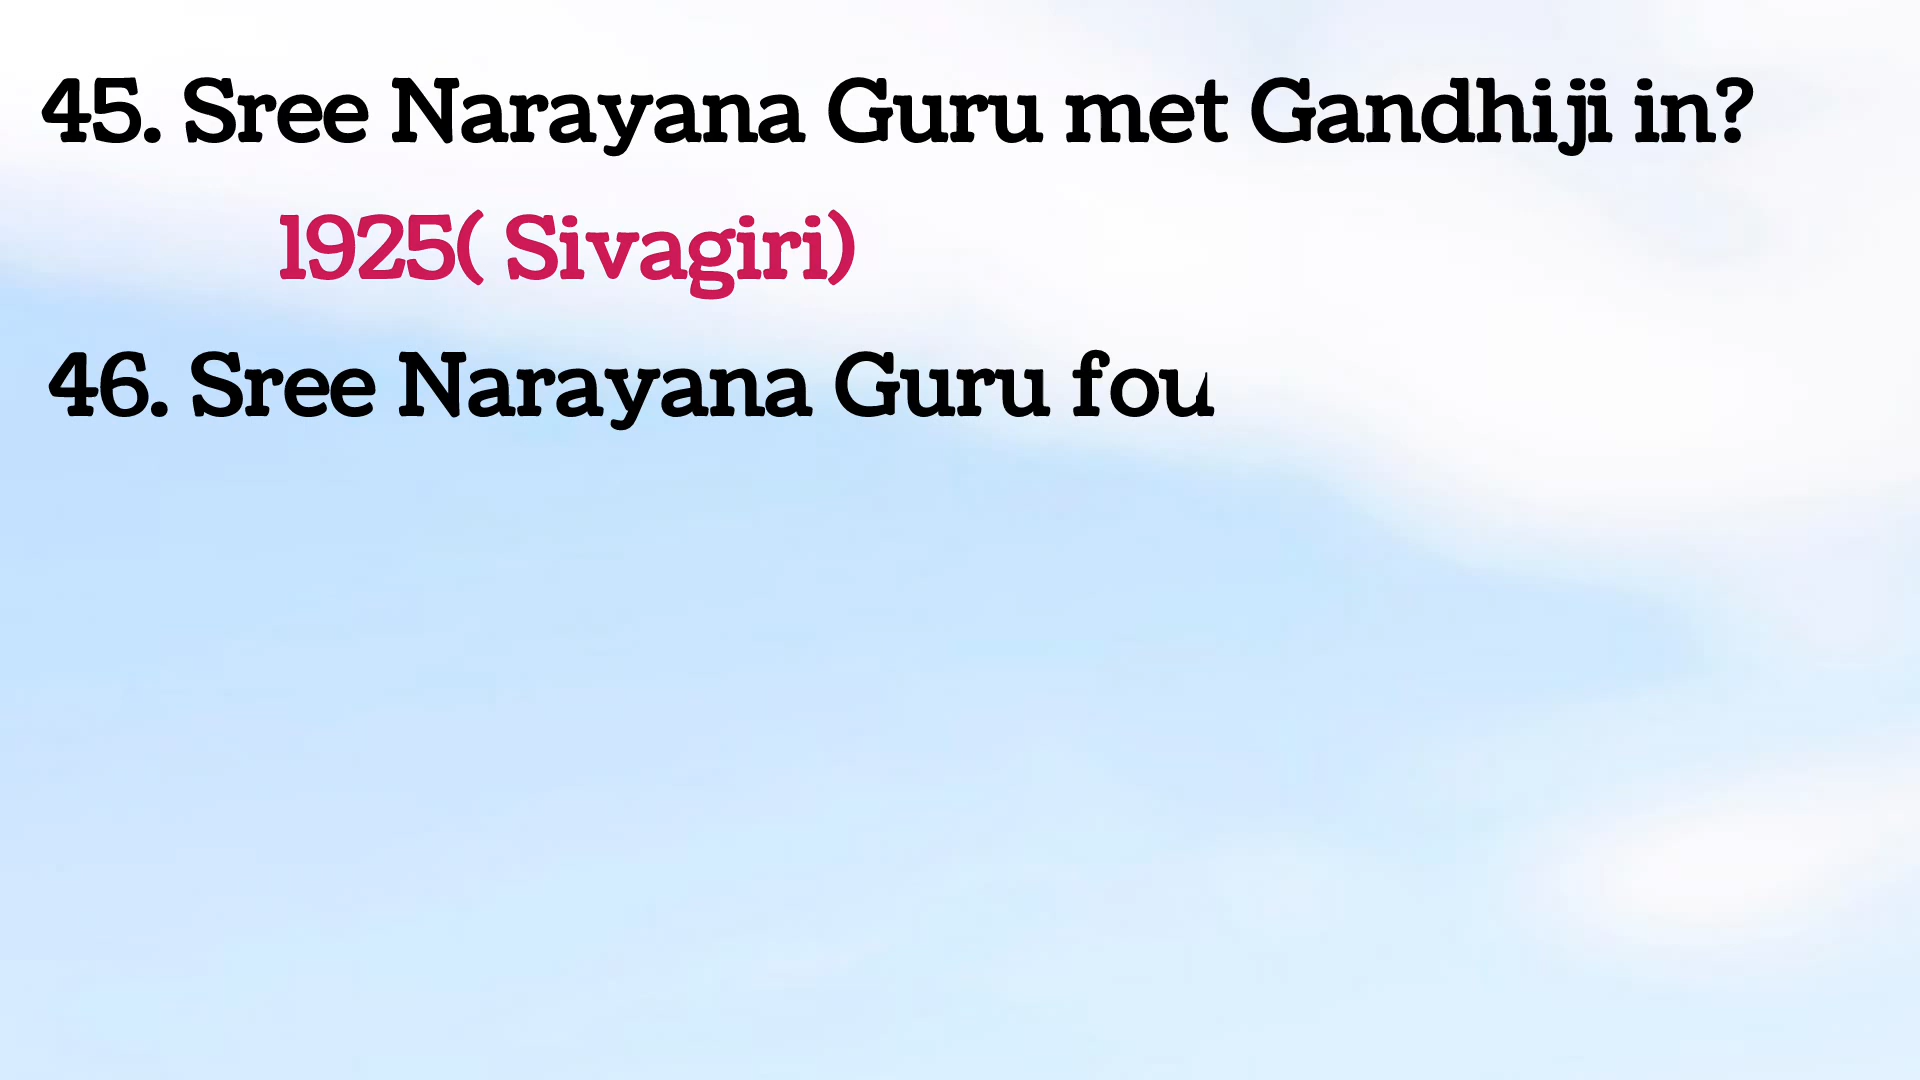 45. Sree Narayana Guru met Gandhiji in?
1925( Sivagiri)
46. Sree Narayana Guru fou